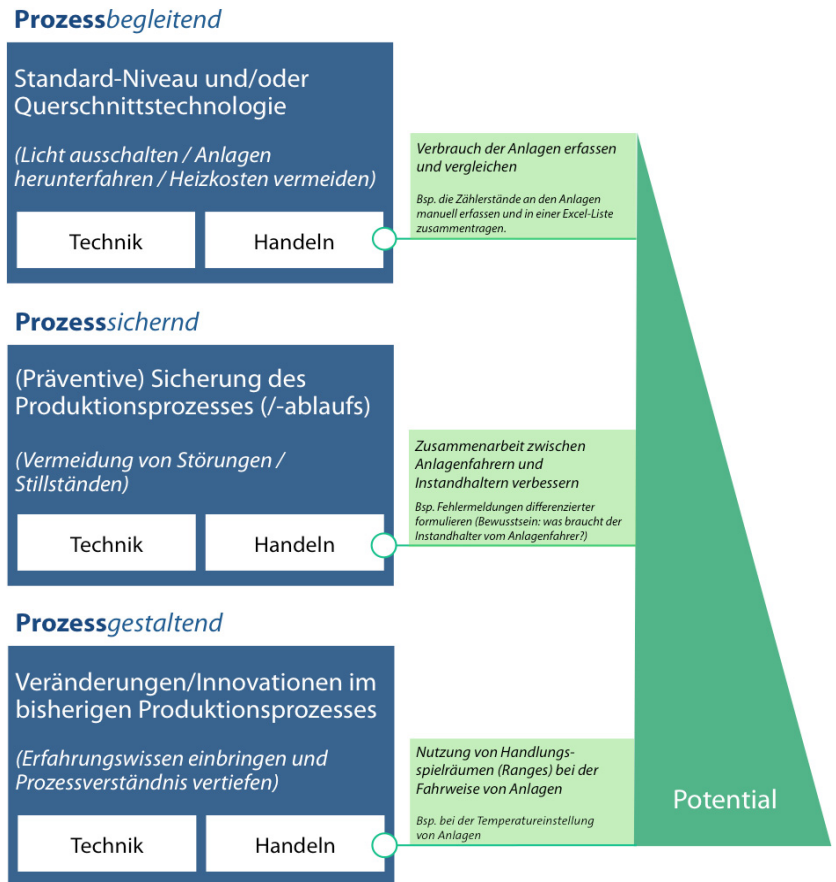 Prozessbegleitend
Standard-Niveau und/oder
Querschnittstechnologie
(Licht ausschalten / Anlagen
herunterfahren / Heizkosten vermeiden)
Technik
Handeln
Verbrauch der Anlagen erfassen
und vergleichen
Bsp. die Zählerstände an den Anlagen
manuell erfassen und in einer Excel-Liste
zusammentragen.
Prozesssichernd
(Präventive) Sicherung des
Produktionsprozesses (/-ablaufs)
(Vermeidung von Störungen /
Stillständen)
Technik
Handeln
Zusammenarbeit zwischen
Anlagenfahrern und
Instandhaltern verbessern
Bsp. Fehlermeldungen differenzierter
formulieren (Bewusstsein: was braucht der
Instandhalter vom Anlagenfahrer?)
Prozessgestaltend
Veränderungen/Innovationen im
bisherigen Produktionsprozesses
(Erfahrungswissen einbringen und
Prozessverständnis vertiefen)
Technik
Handeln
Nutzung von Handlungs-
spielräumen (Ranges) bei der
Fahrweise von Anlagen
Bsp. bei der Temperatureinstellung
von Anlagen
Potential